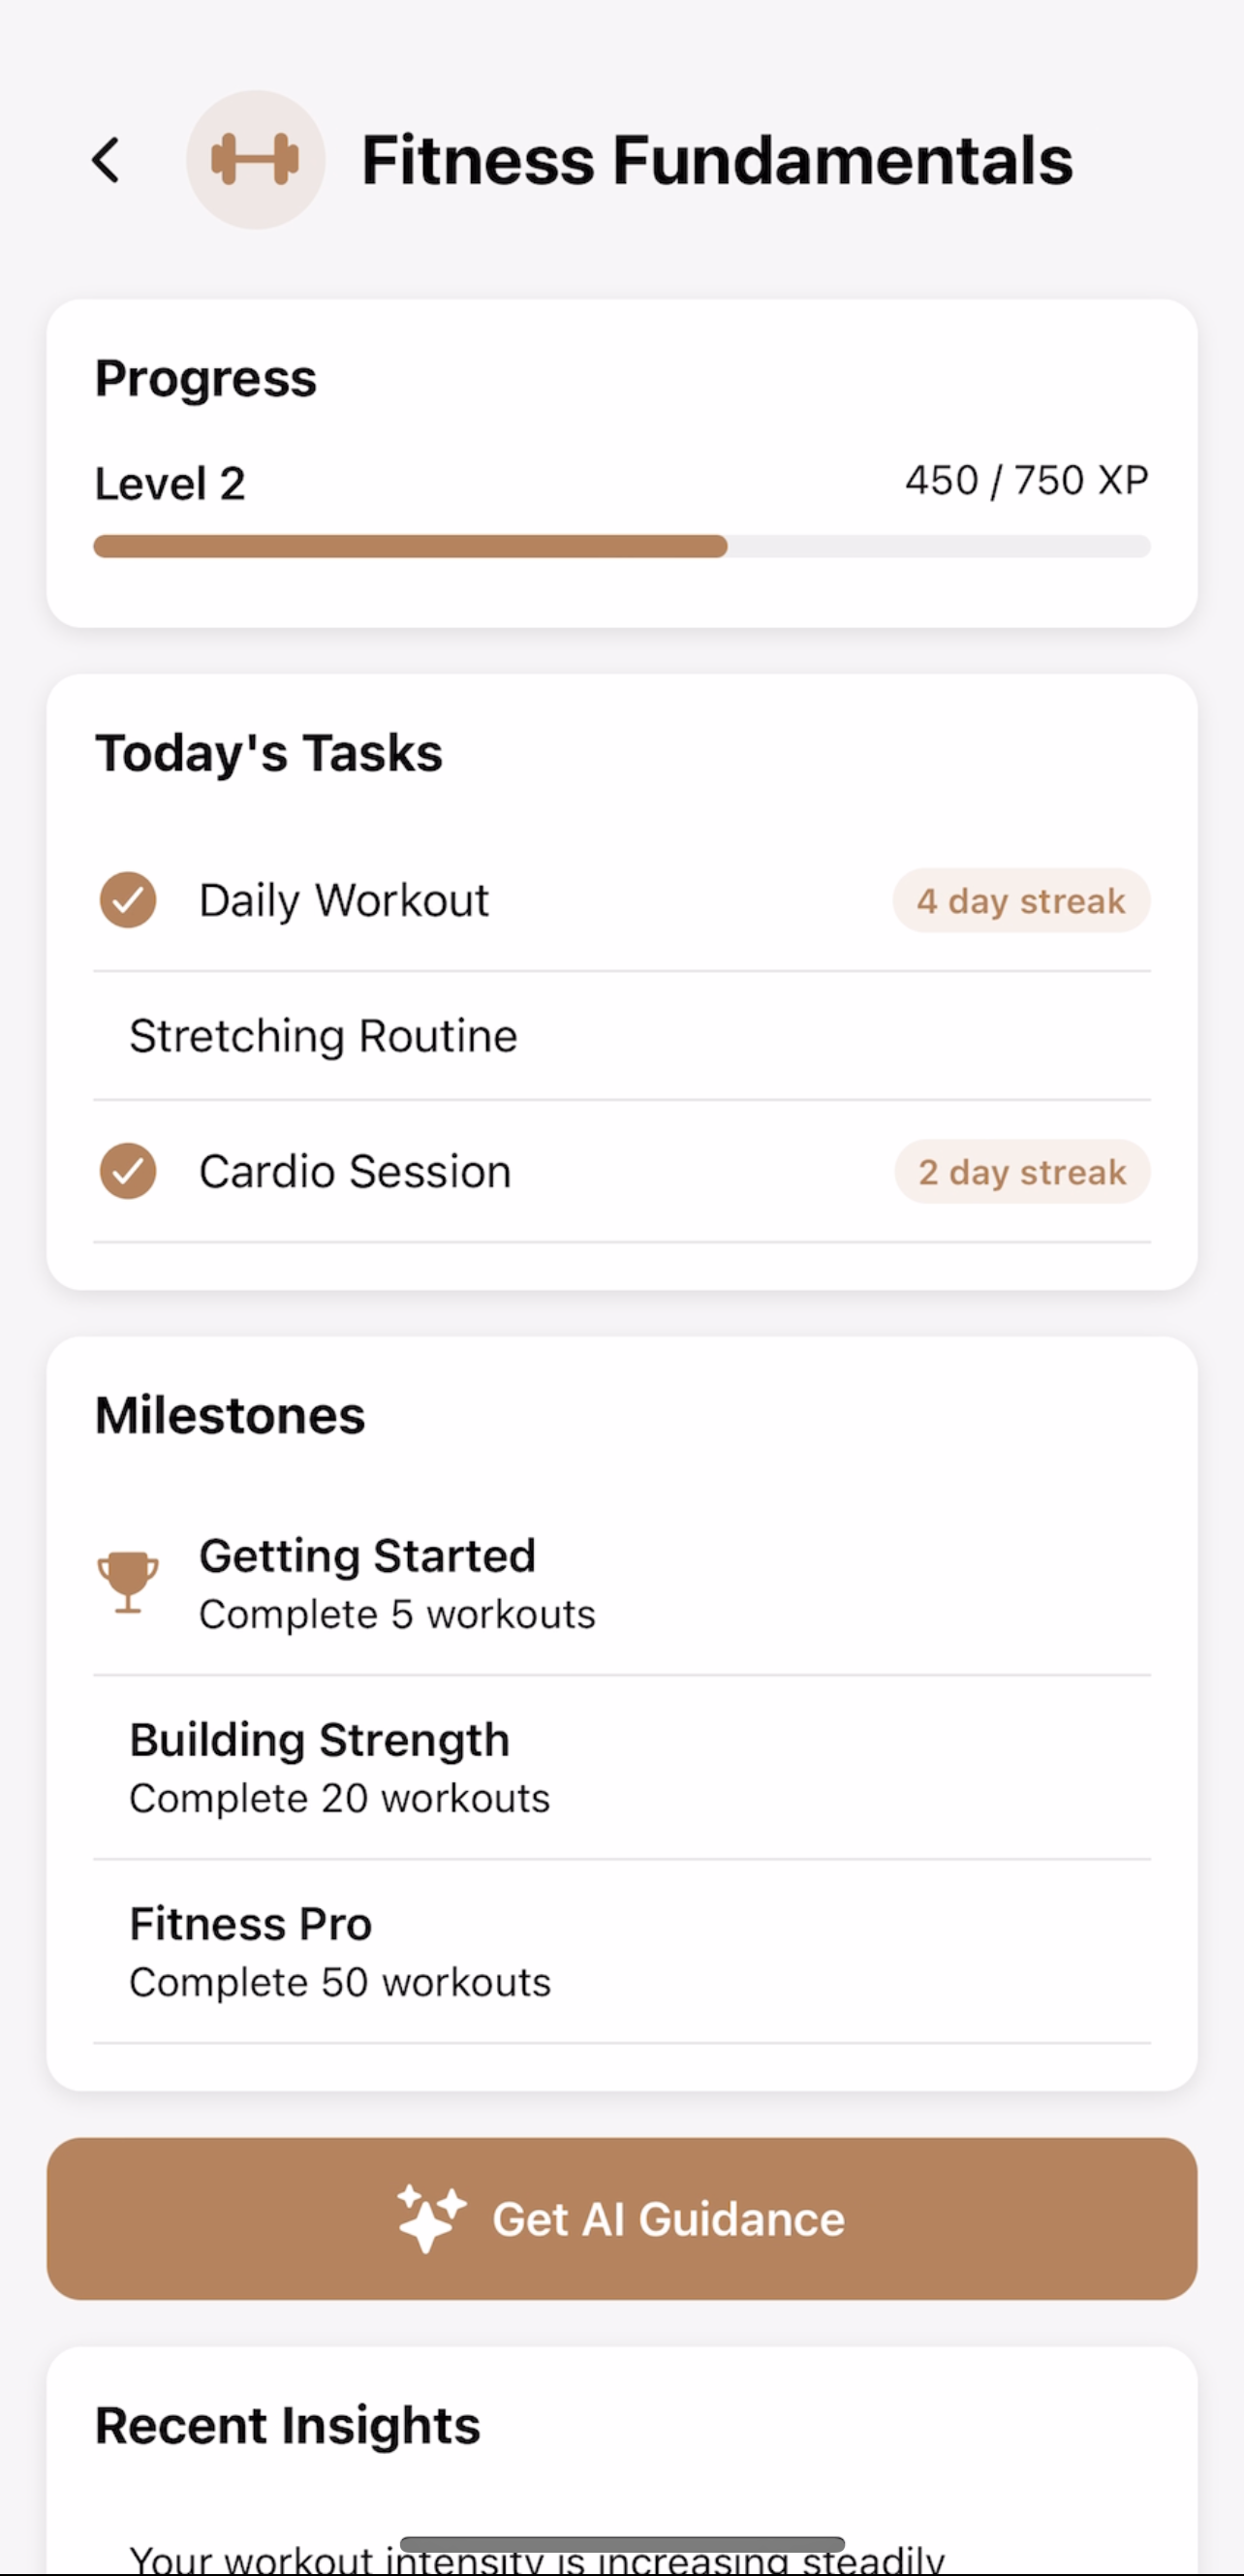 Fitness Fundamentals
Progress
Level 2
450 / 750 XP
Today's Tasks
Daily Workout
4 day streak
Stretching Routine
Cardio Session
2 day streak
Milestones
Getting Started
Complete 5 workouts
Building Strength
Complete 20 workouts
Fitness Pro
Complete 50 workouts
Get AI Guidance
Recent Insights
Your workout intensity is increasing steadily